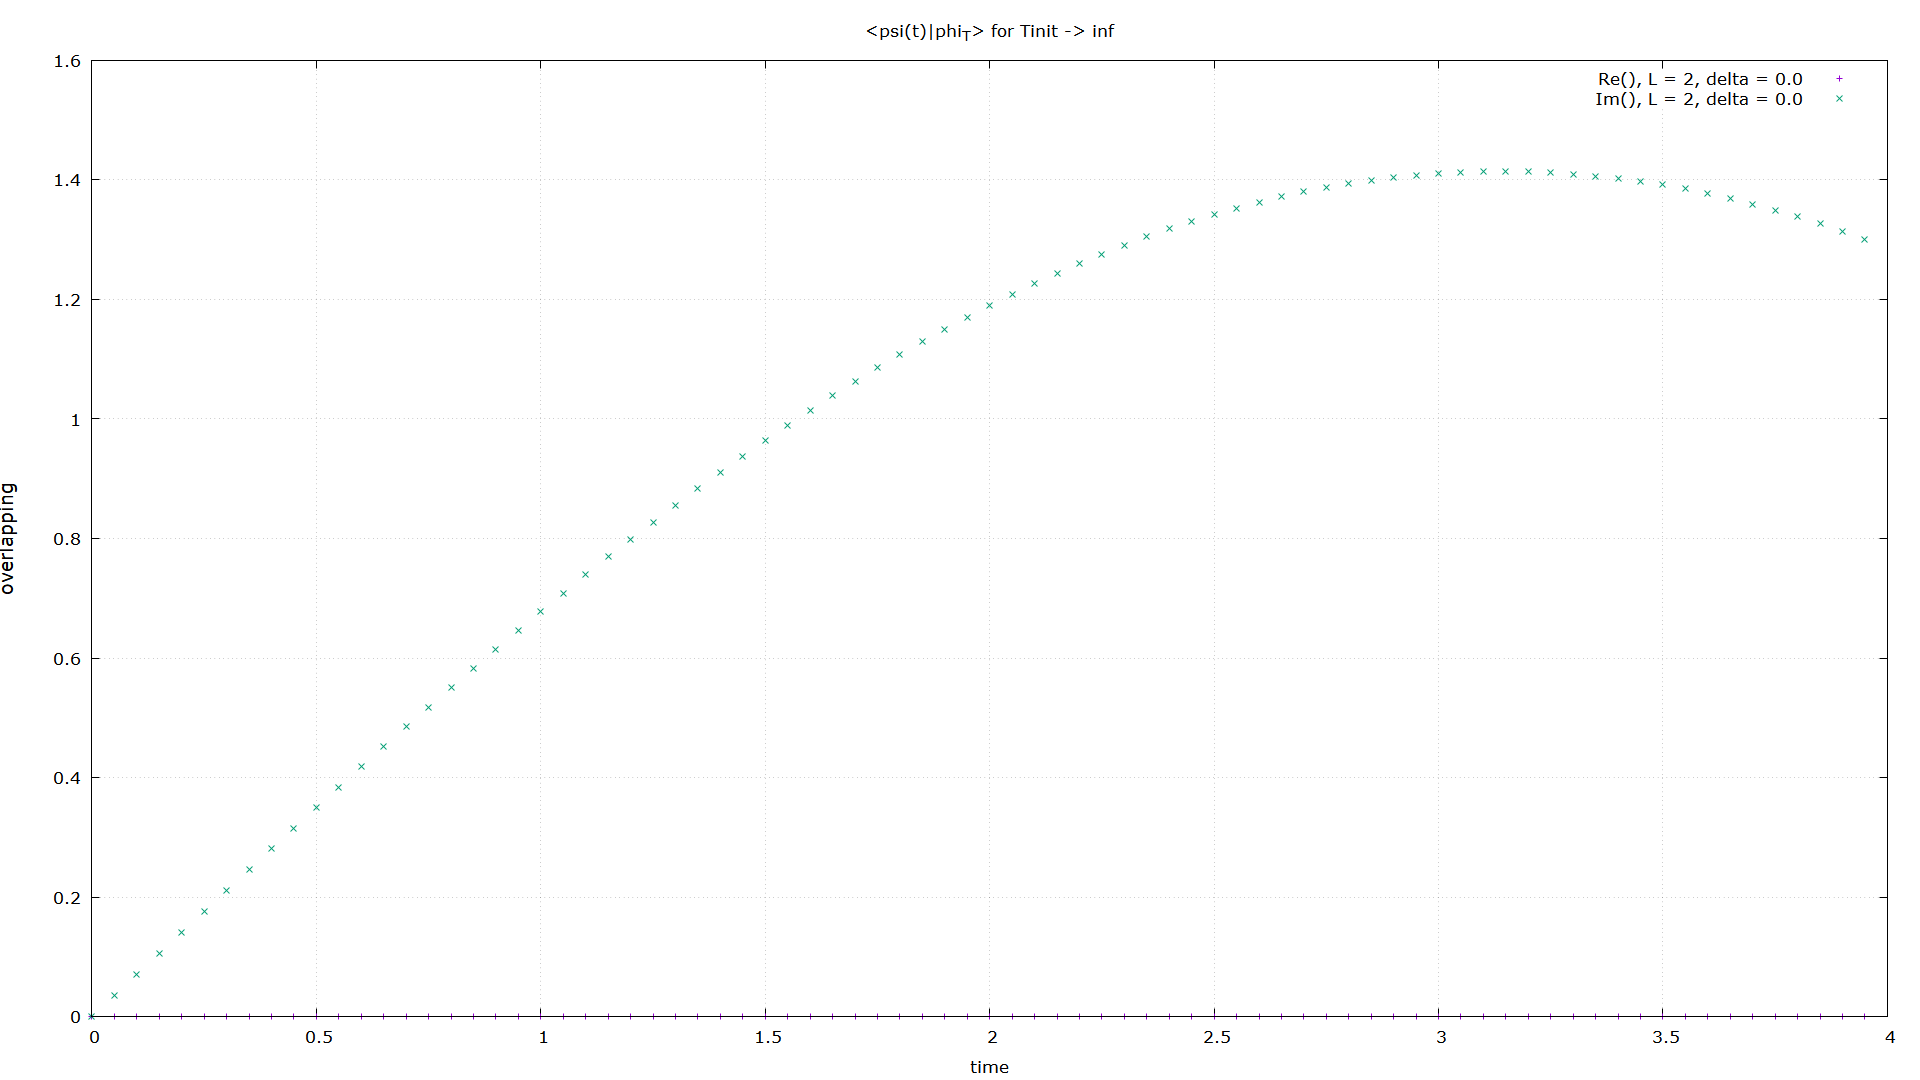 <psi(t)|phi_T> for Tinit -> inf
Re(), L = 2, delta = 0.0
Im(), L = 2, delta = 0.0
1.6
1.4
1.2
1
0.8
0.6
0.4
0.2
0
overlapping
0 0.5 1 1.5 2 2.5 3 3.5 4
time